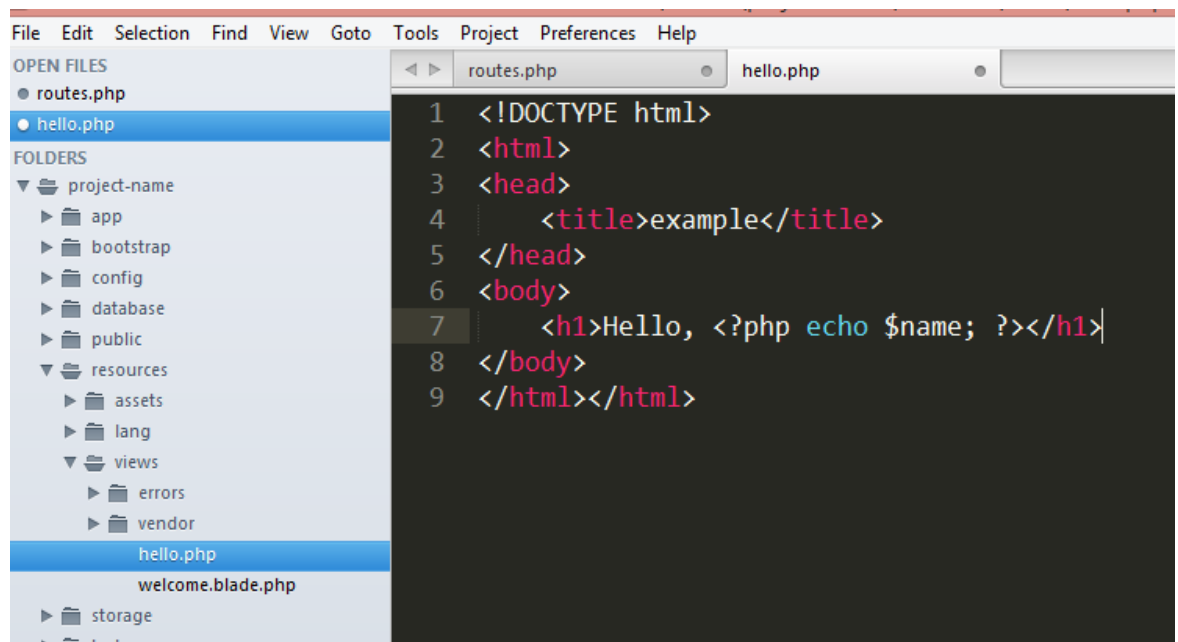 File Edit Selection Find View Goto Tools Project Preferences Help
OPEN FILES
routes.php
hello.php
FOLDERS
project-name
app
bootstrap
config
database
public
resources
assets
lang
views
errors
vendor
hello.php
welcome.blade.php
storage
routes.php hello.php
1 <!DOCTYPE html>
2 <html>
3 <head>
4 <title>example</title>
5 </head>
6 <body>
7 <h1>Hello, <?php echo $name; ?></h1>
8 </body>
9 </html></html>